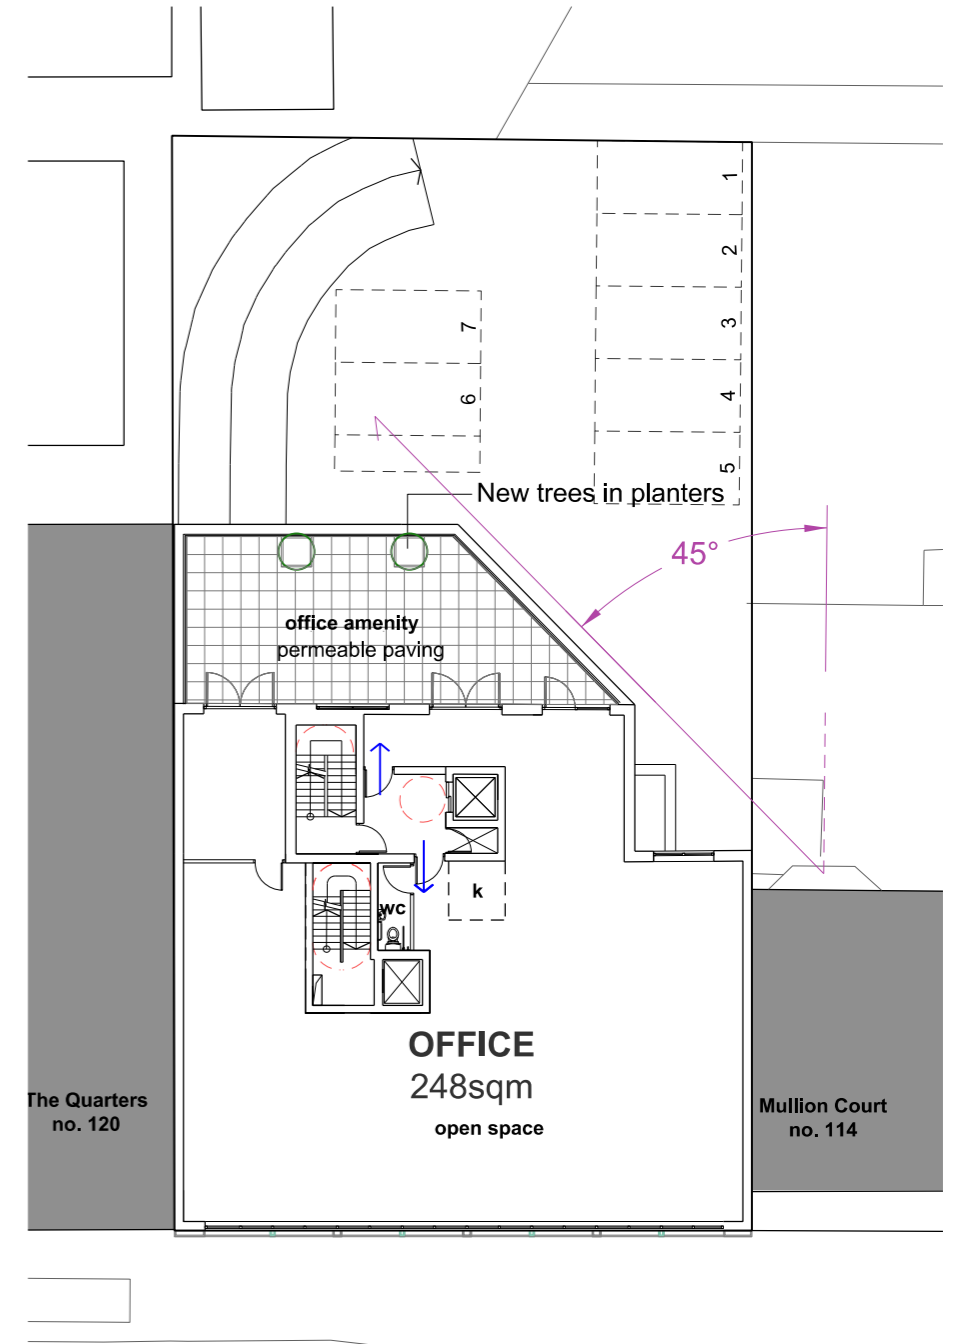 1
2
3
4
5
7
6
New trees in planters
45°
office amenity
permeable paving
wc
k
OFFICE
248sqm
open space
The Quarters
no. 120
Mullion Court
no. 114